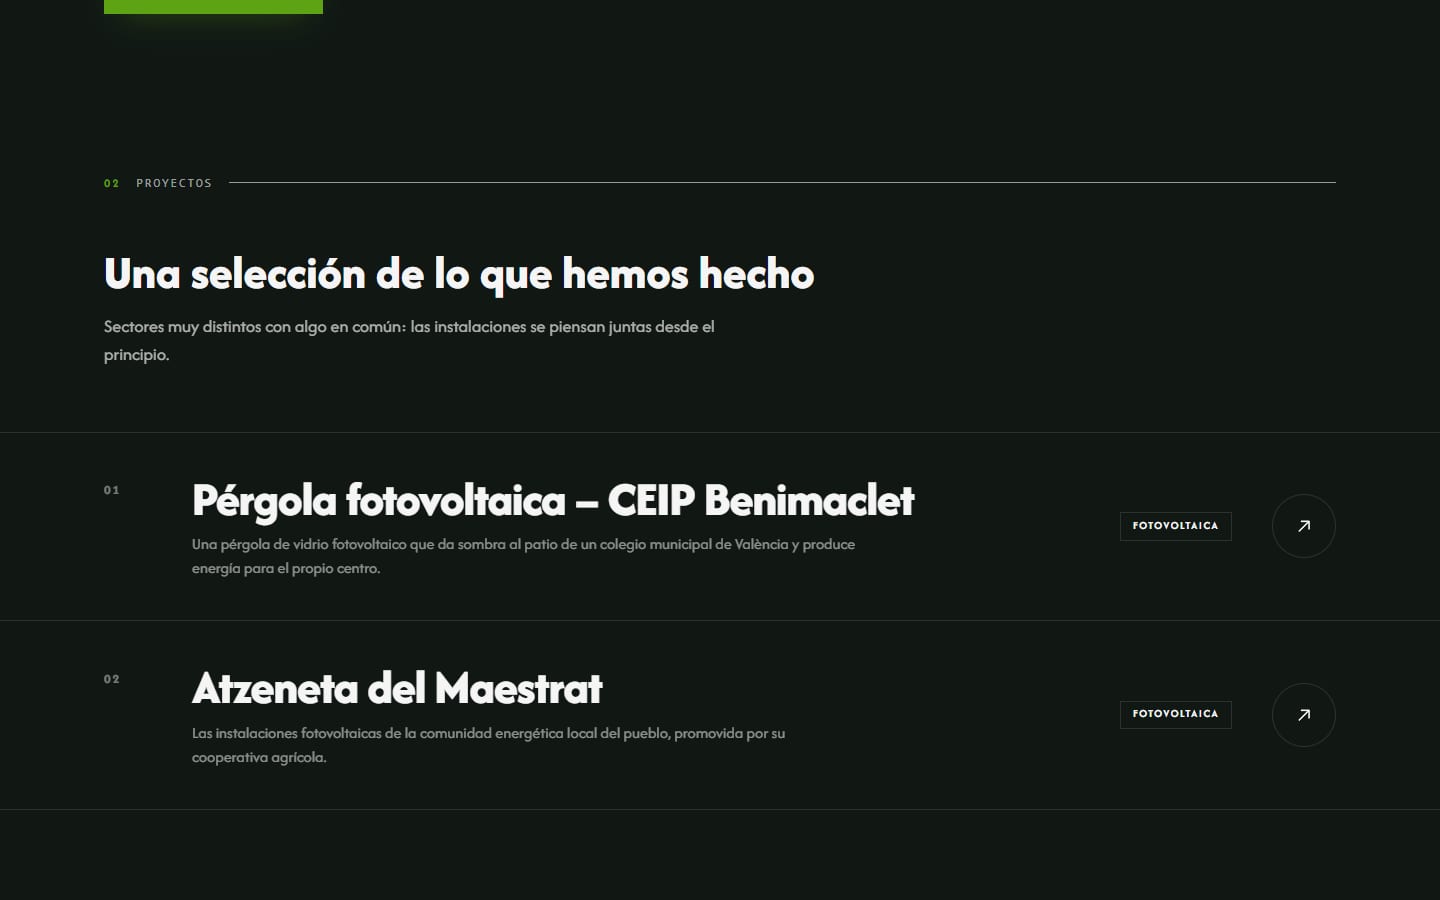 02 PROYECTOS
Una selección de lo que hemos hecho
Sectores muy distintos con algo en común: las instalaciones se piensan juntas desde el
principio.
01
Pérgola fotovoltaica – CEIP Benimaclet
Una pérgola de vidrio fotovoltaico que da sombra al patio de un colegio municipal de València y produce
energía para el propio centro.
FOTOVOLTAICA
02
Atzeneta del Maestrat
Las instalaciones fotovoltaicas de la comunidad energética local del pueblo, promovida por su
cooperativa agrícola.
FOTOVOLTAICA